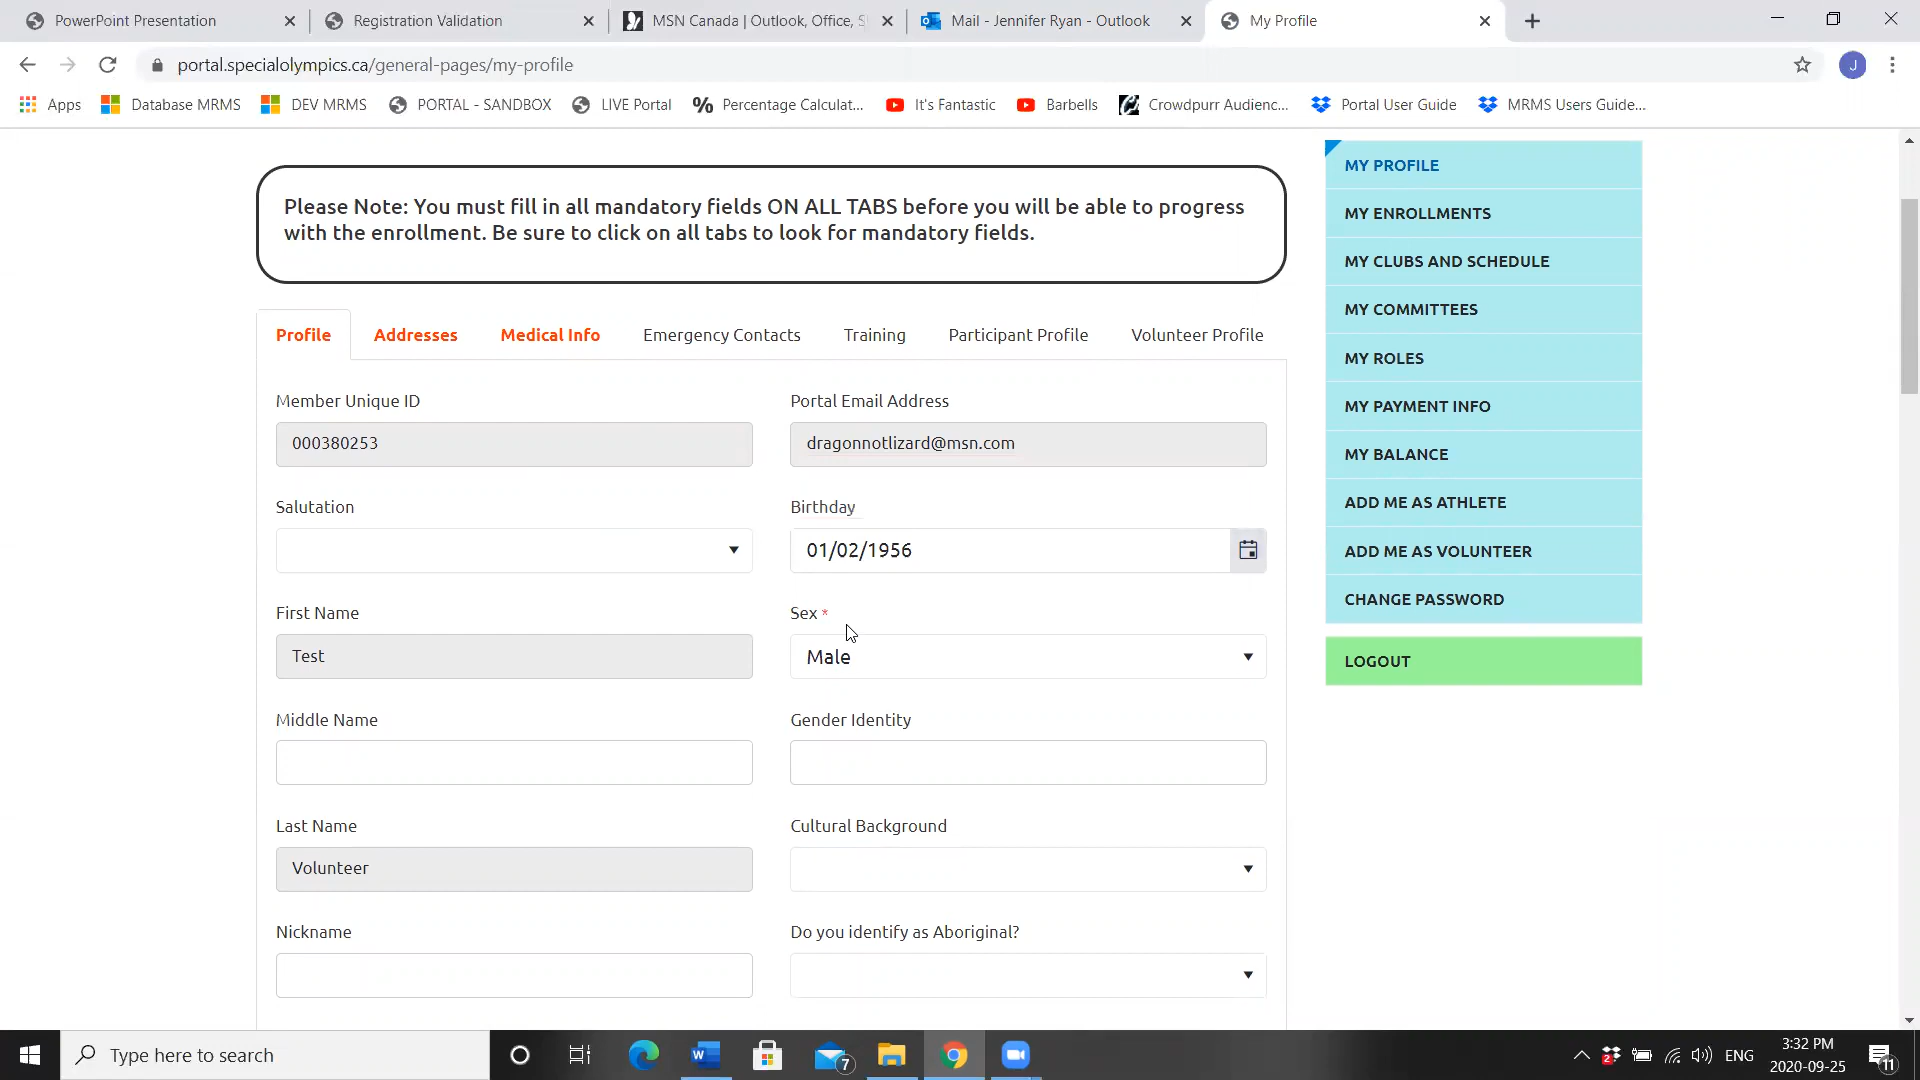 PowerPoint Presentation
Registration Validation
MSN Canada | Outlook, Office, S
Mail - Jennifer Ryan - Outlook
My Profile
portal.specialolympics.ca/general-pages/my-profile
J
Apps
Database MRMS
DEV MRMS
PORTAL - SANDBOX
LIVE Portal
Percentage Calculat...
It's Fantastic
Barbells
Crowdpurr Audienc...
Portal User Guide
MRMS Users Guide...
Please Note: You must fill in all mandatory fields ON ALL TABS before you will be able to progress
with the enrollment. Be sure to click on all tabs to look for mandatory fields.
Profile
Addresses
Medical Info
Emergency Contacts
Training
Participant Profile
Volunteer Profile
Member Unique ID
000380253
Portal Email Address
dragonnotlizard@msn.com
Salutation
Birthday
01/02/1956
First Name
Test
Sex *
Male
Middle Name
Gender Identity
Last Name
Volunteer
Cultural Background
Nickname
Do you identify as Aboriginal?
MY PROFILE
MY ENROLLMENTS
MY CLUBS AND SCHEDULE
MY COMMITTEES
MY ROLES
MY PAYMENT INFO
MY BALANCE
ADD ME AS ATHLETE
ADD ME AS VOLUNTEER
CHANGE PASSWORD
LOGOUT
Type here to search
7
2
ENG
3:32 PM
2020-09-25
11